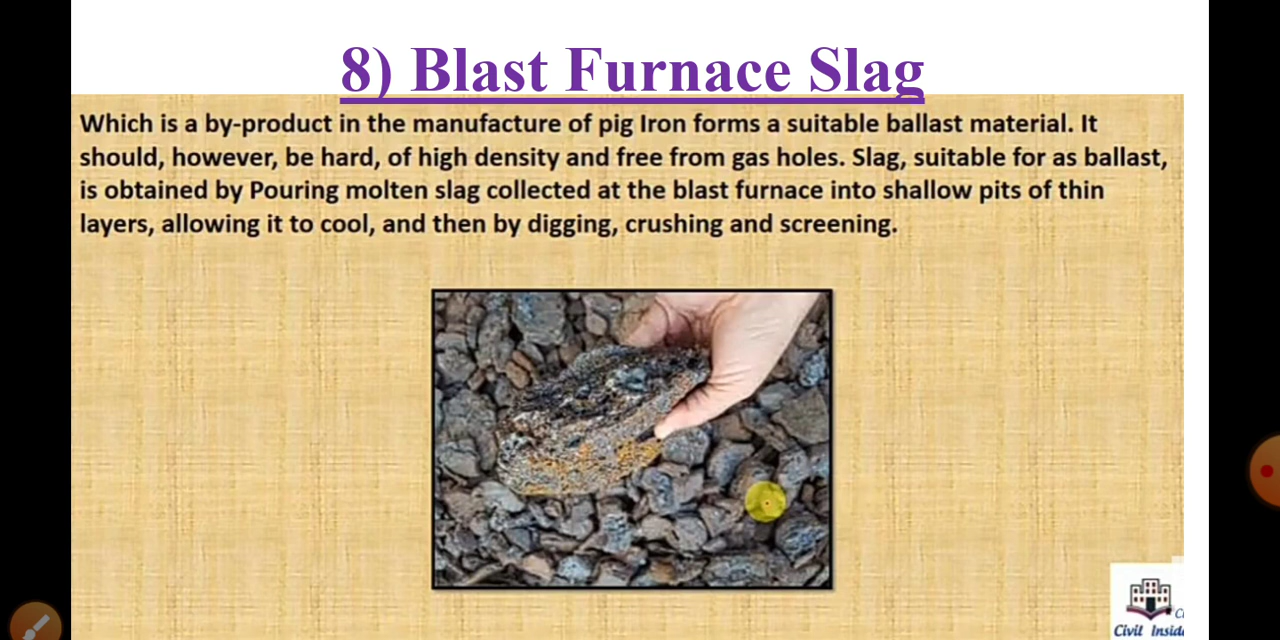 8) Blast Furnace Slag
Which is a by-product in the manufacture of pig Iron forms a suitable ballast material. It
should, however, be hard, of high density and free from gas holes. Slag, suitable for as ballast,
is obtained by Pouring molten slag collected at the blast furnace into shallow pits of thin
layers, allowing it to cool, and then by digging, crushing and screening.
Civil